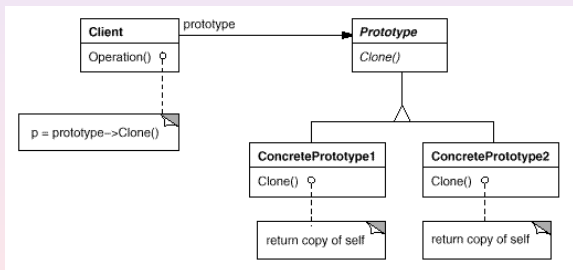 Client
prototype
Prototype
Operation()
Clone()
p = prototype->Clone()
ConcretePrototype1
ConcretePrototype2
Clone()
Clone()
return copy of self
return copy of self